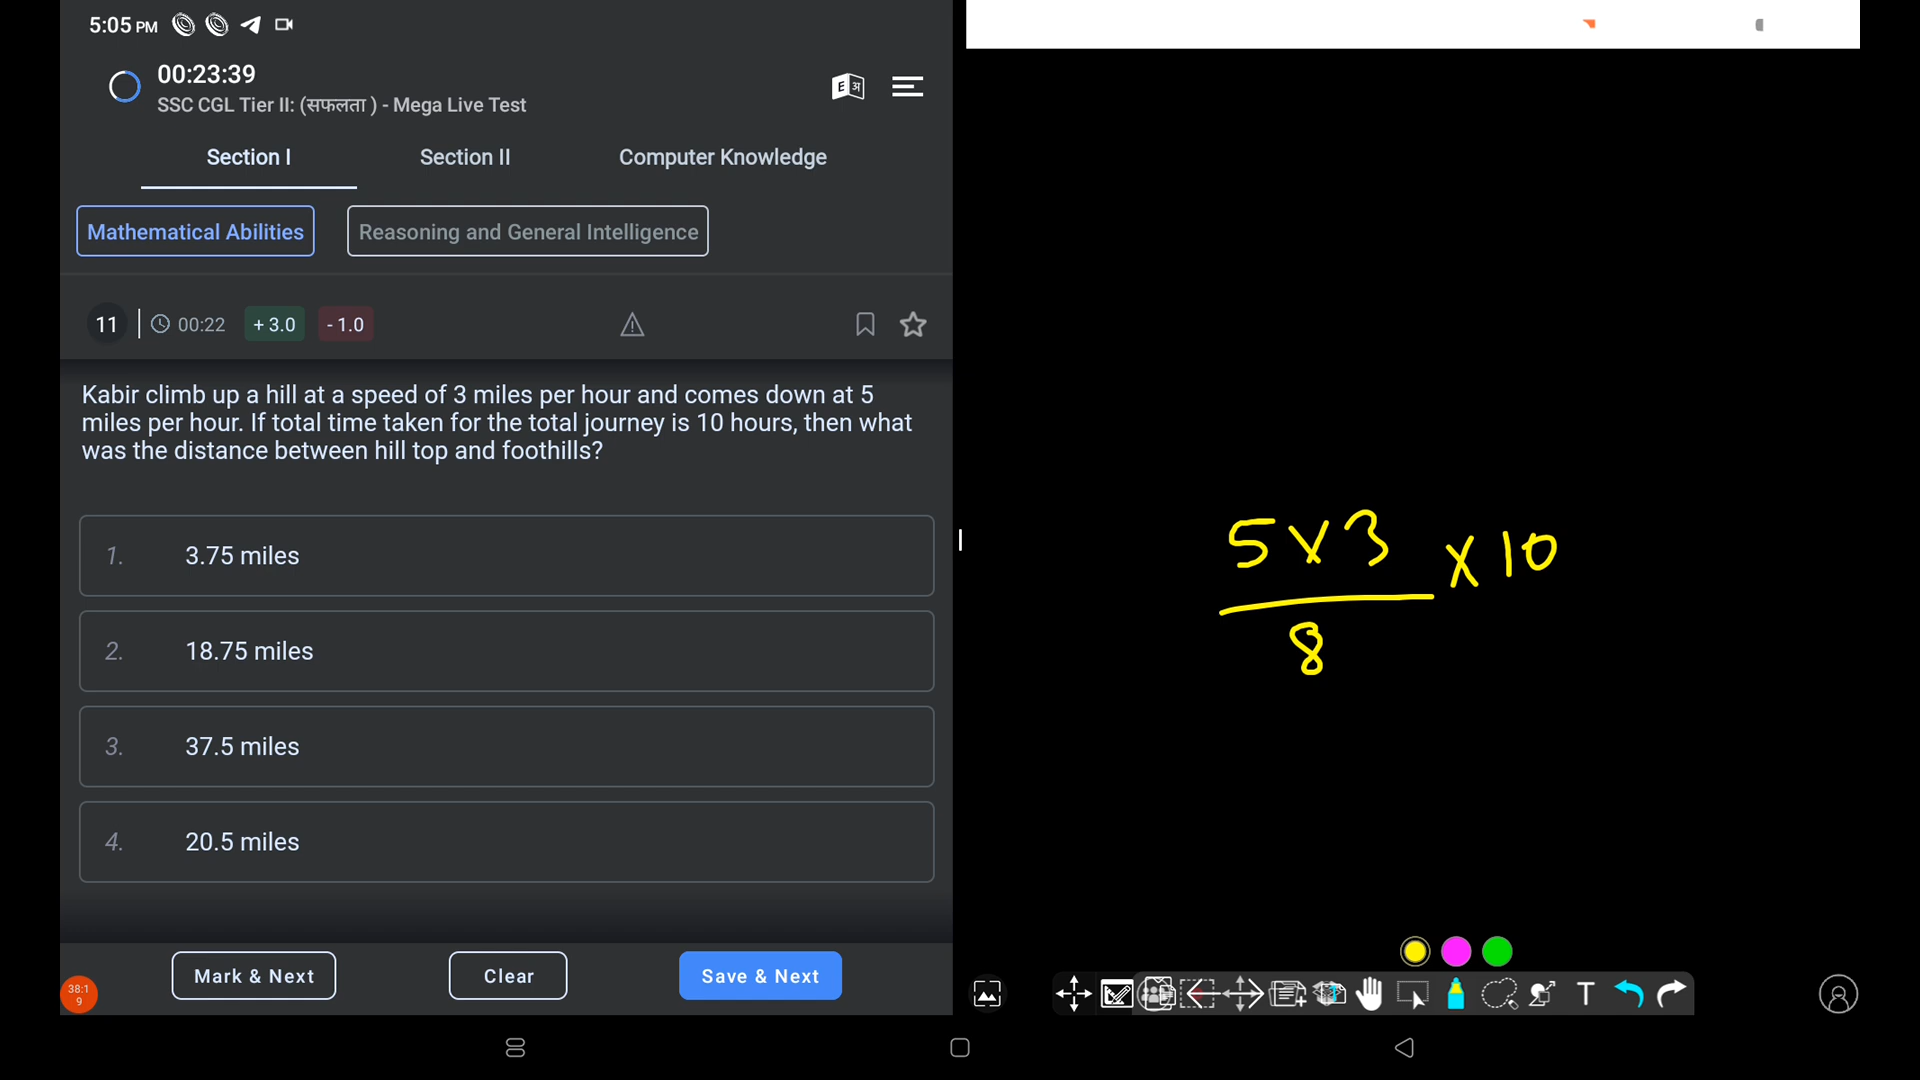 5:05 PM
00:23:39
SSC CGL Tier II: (सफलता ) - Mega Live Test
E अ
Section I Section II Computer Knowledge
Mathematical Abilities Reasoning and General Intelligence
11 00:22 + 3.0 - 1.0
Kabir climb up a hill at a speed of 3 miles per hour and comes down at 5
miles per hour. If total time taken for the total journey is 10 hours, then what
was the distance between hill top and foothills?
1. 3.75 miles
2. 18.75 miles
3. 37.5 miles
4. 20.5 miles
Mark & Next Clear Save & Next
38:1
9
5 x 3 x 10
8
T